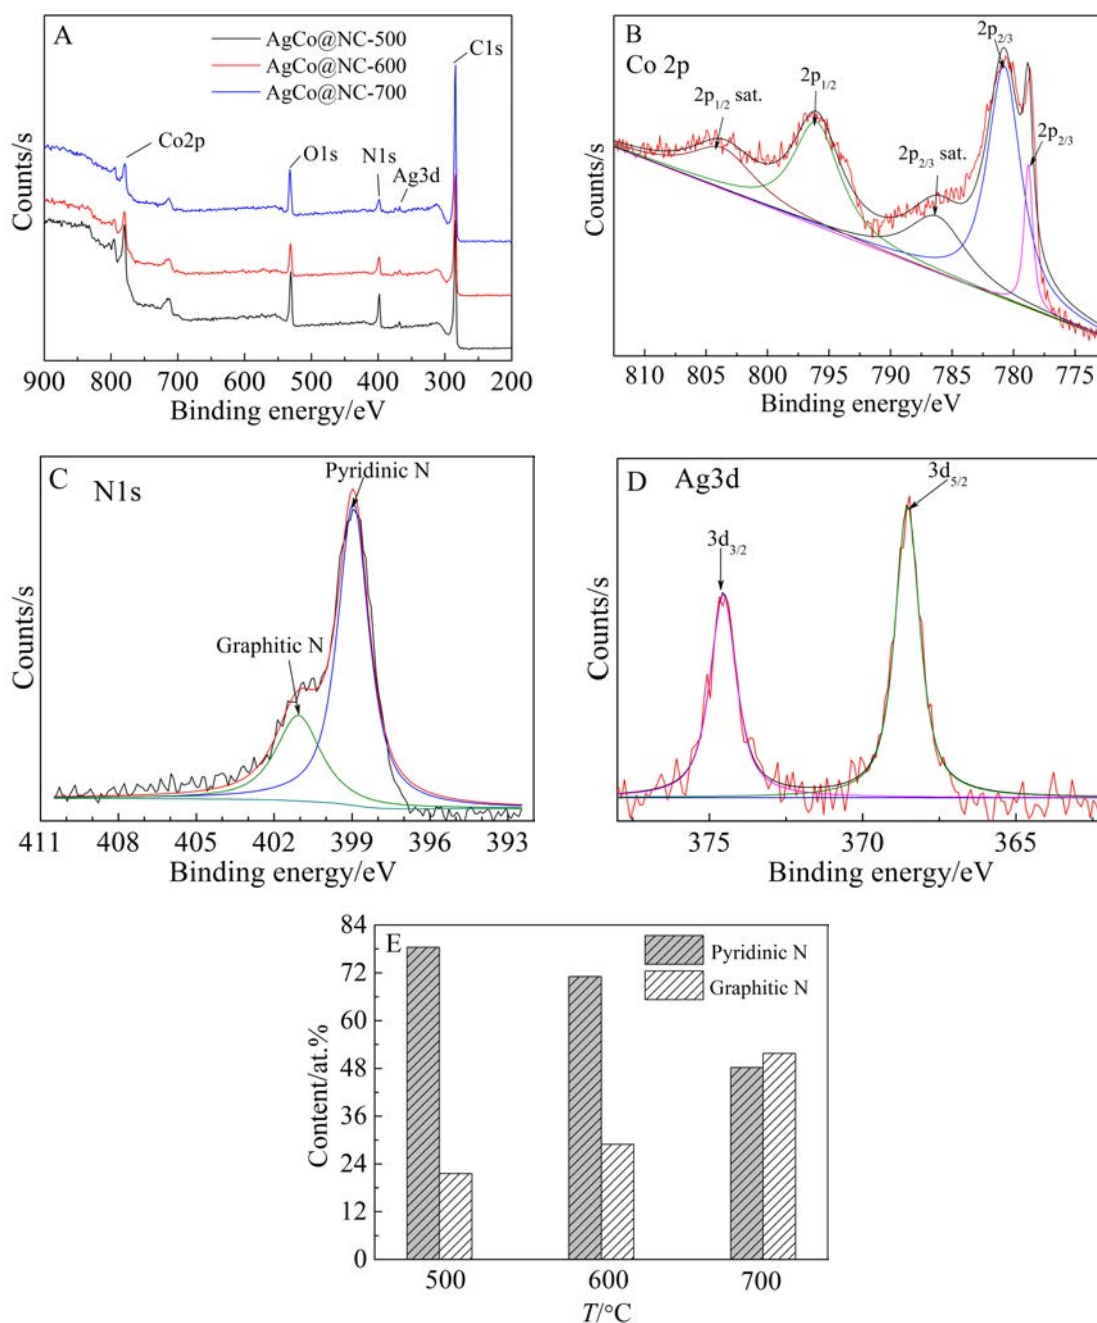 A
AgCo@NC-500
AgCo@NC-600
AgCo@NC-700
C1s
Co2p
O1s
N1s
Ag3d
Counts/s
900 800 700 600 500 400 300 200
Binding energy/eV
B
Co 2p
2p2/3
2p1/2
2p1/2 sat.
2p2/3
2p2/3 sat.
Counts/s
810 805 800 795 790 785 780 775
Binding energy/eV
C
N1s
Pyridinic N
Graphitic N
Counts/s
411 408 405 402 399 396 393
Binding energy/eV
D
Ag3d
3d5/2
3d3/2
Counts/s
375 370 365
Binding energy/eV
E
Pyridinic N
Graphitic N
Content/at.%
84
72
60
48
36
24
12
0
500 600 700
T/°C